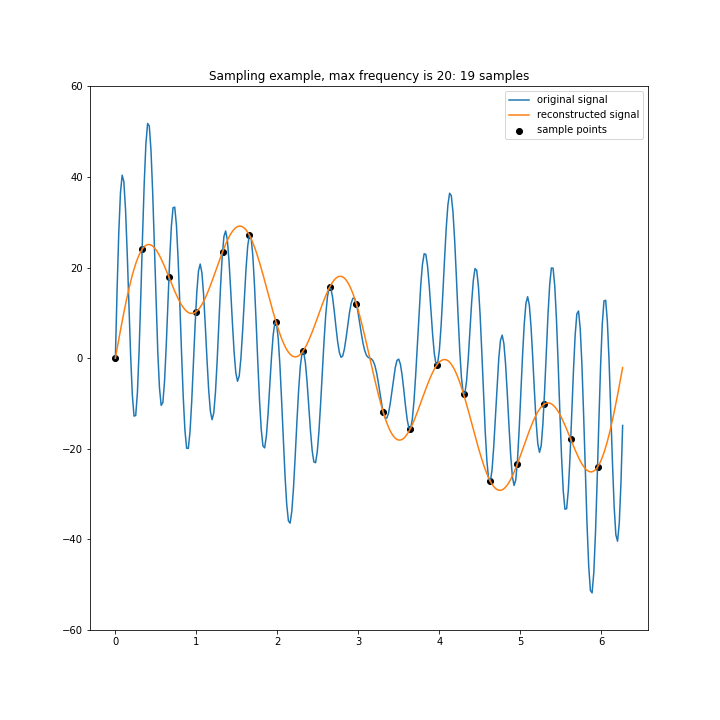 Sampling example, max frequency is 20: 19 samples
original signal
reconstructed signal
sample points
60
40
20
0
−20
−40
−60
0 1 2 3 4 5 6